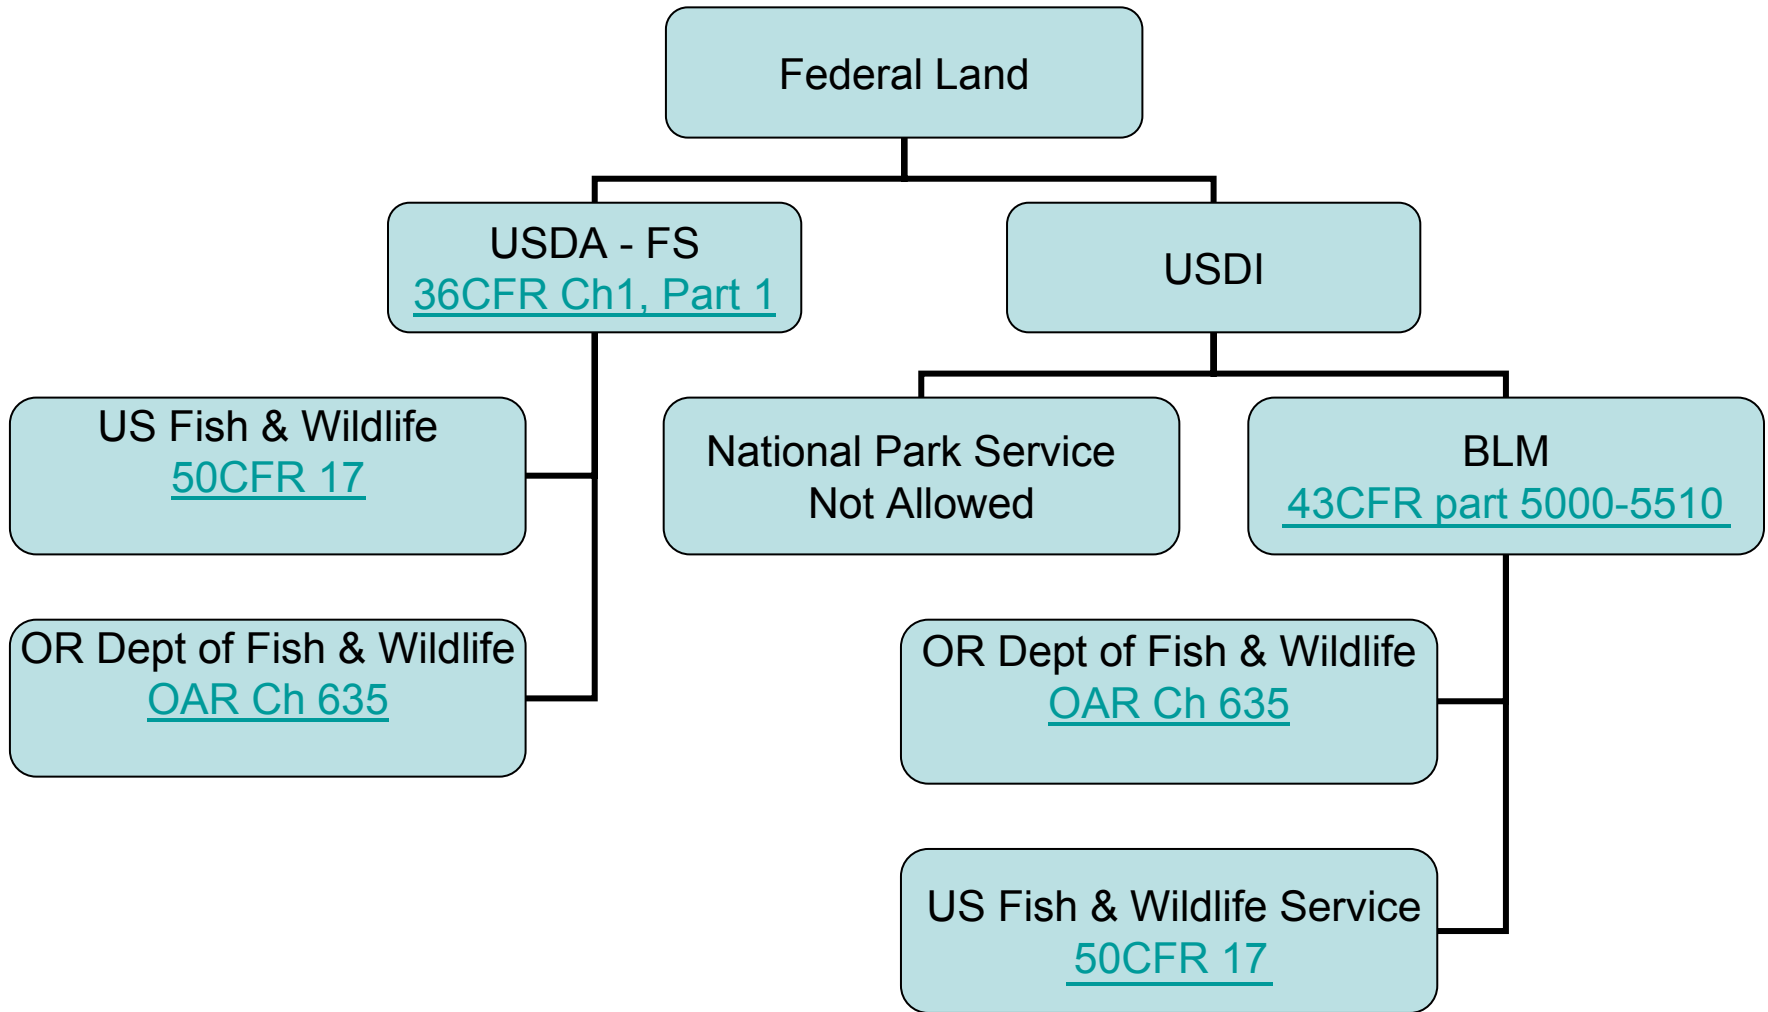 Federal Land
USDA - FS
36CFR Ch1, Part 1
USDI
US Fish & Wildlife
50CFR 17
National Park Service
Not Allowed
BLM
43CFR part 5000-5510
OR Dept of Fish & Wildlife
OAR Ch 635
OR Dept of Fish & Wildlife
OAR Ch 635
US Fish & Wildlife Service
50CFR 17